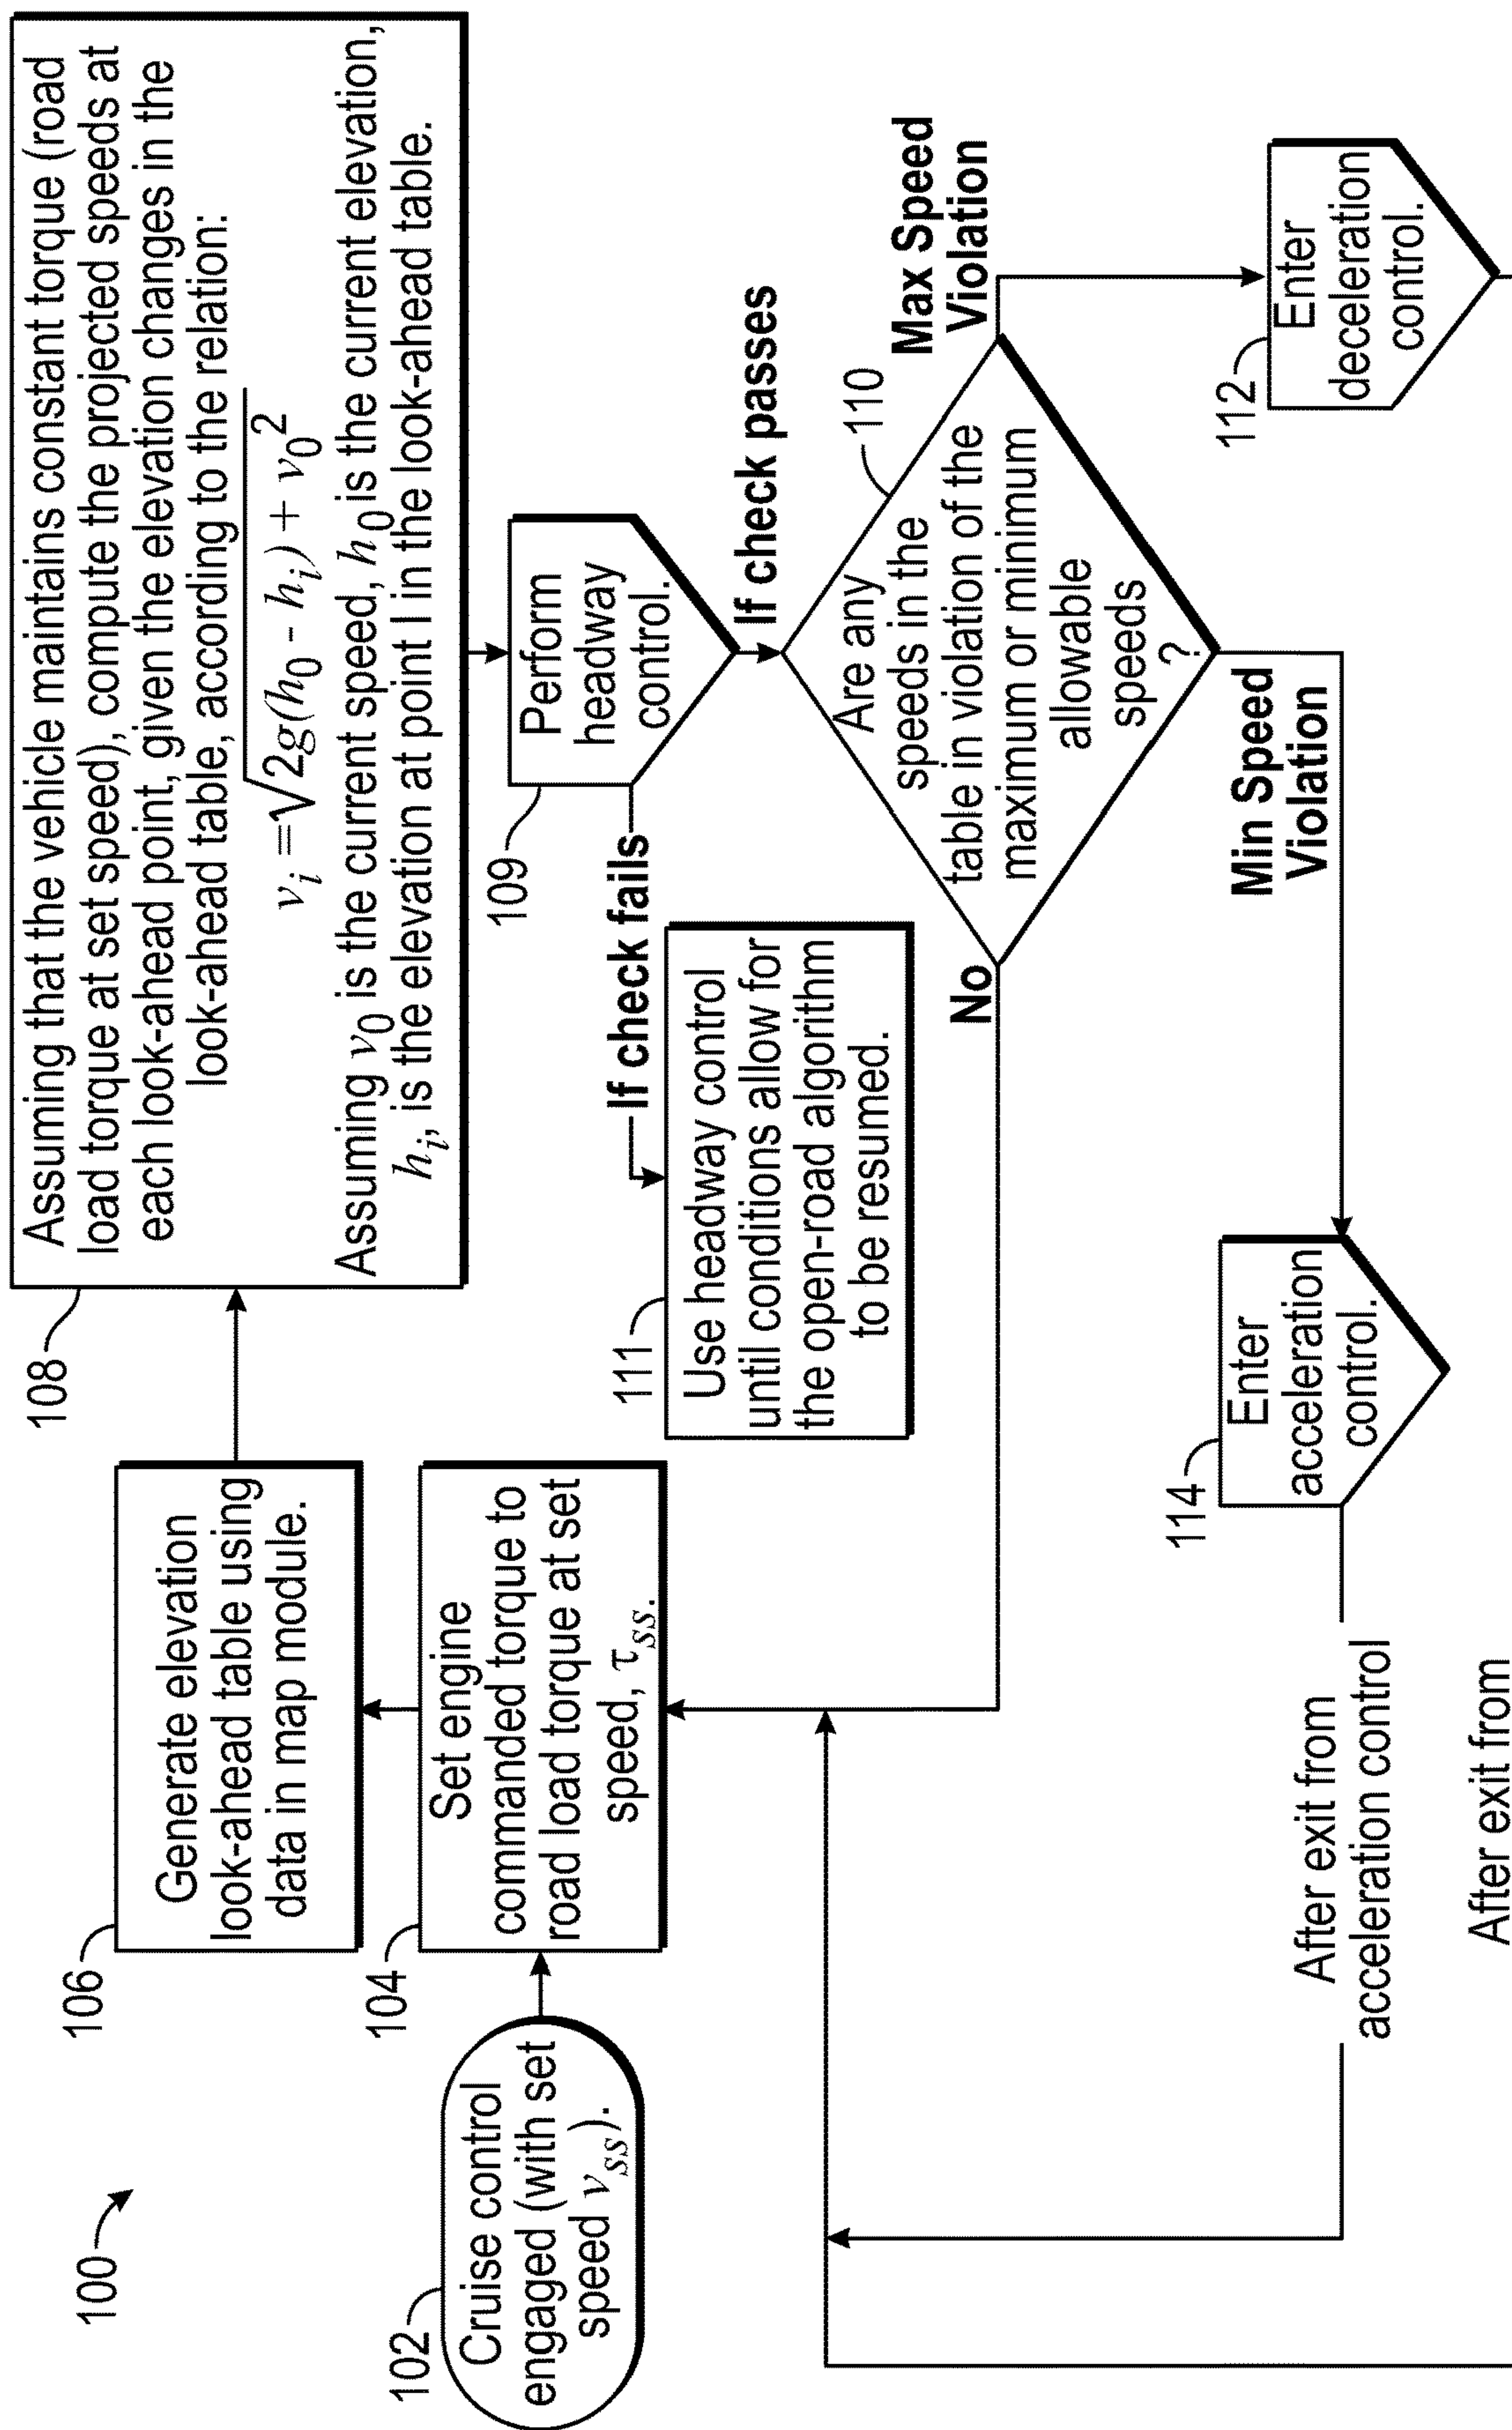 100
102
Cruise control
engaged (with set
speed v_ss).
104
Set engine
commanded torque to
road load torque at set
speed, τ_ss.
106
Generate elevation
look-ahead table using
data in map module.
108
Assuming that the vehicle maintains constant torque (road
load torque at set speed), compute the projected speeds at
each look-ahead point, given the elevation changes in the
look-ahead table, according to the relation:
v_i = √(2g(h_0 - h_i) + v_0^2)
Assuming v_0 is the current speed, h_0 is the current elevation,
h_i, is the elevation at point I in the look-ahead table.
109
Perform
headway
control.
If check fails
If check passes
111
Use headway control
until conditions allow for
the open-road algorithm
to be resumed.
110
Are any
speeds in the
table in violation of the
maximum or minimum
allowable
speeds
?
No
Max Speed
Violation
Min Speed
Violation
112
Enter
deceleration
control.
114
Enter
acceleration
control.
After exit from
acceleration control
After exit from